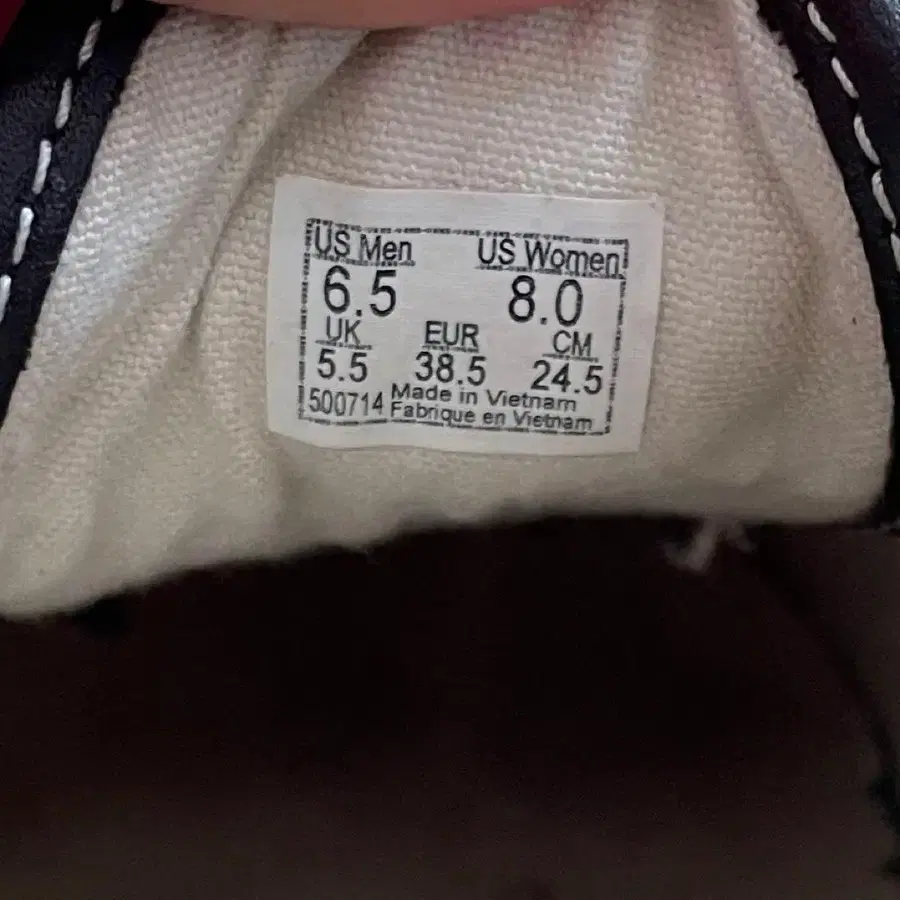 US Men US Women
6.5 8.0
UK EUR CM
5.5 38.5 24.5
500714 Made in Vietnam
Fabrique en Vietnam